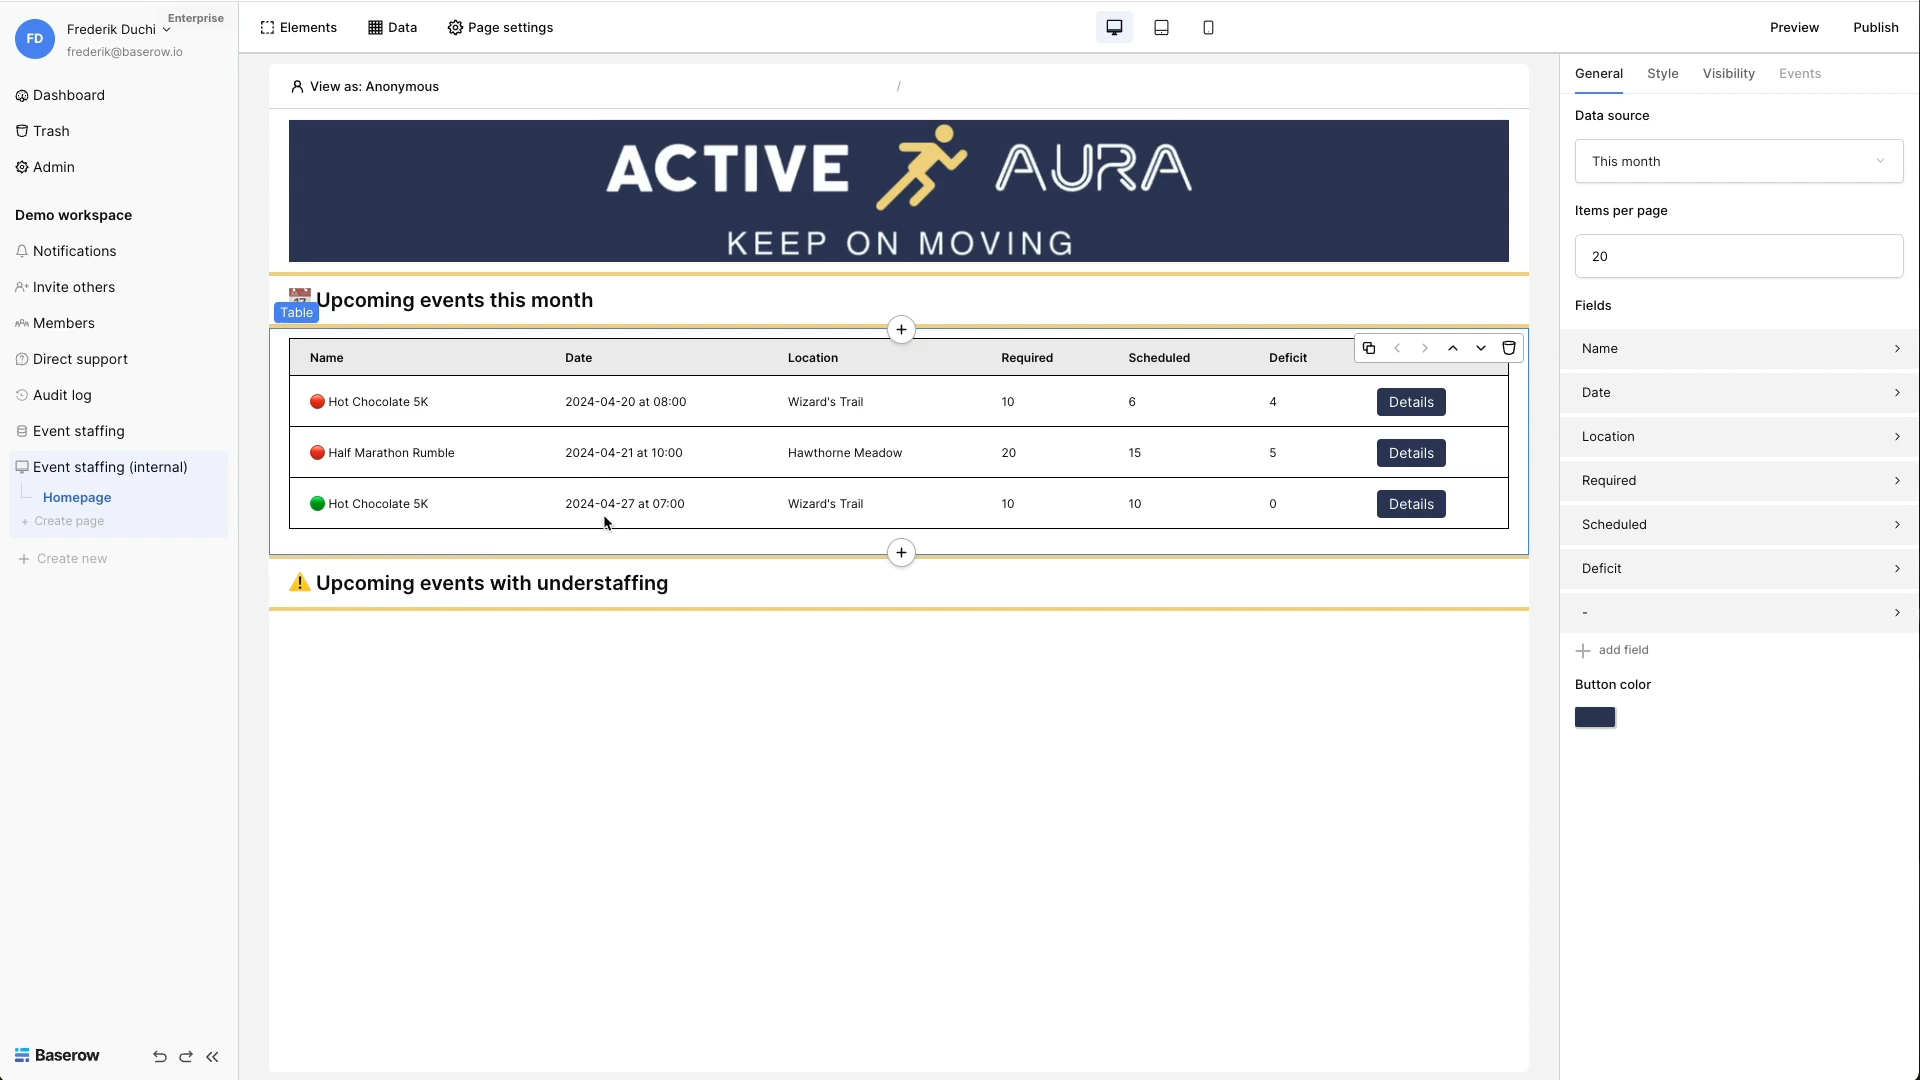 FD
Frederik Duchi
Enterprise
frederik@baserow.io
Dashboard
Trash
Admin
Demo workspace
Notifications
Invite others
Members
Direct support
Audit log
Event staffing
Event staffing (internal)
Homepage
+ Create page
+ Create new
Baserow
Elements
Data
Page settings
Preview
Publish
View as: Anonymous
/
ACTIVE AURA
KEEP ON MOVING
Upcoming events this month
Table
Name Date Location Required Scheduled Deficit
Hot Chocolate 5K 2024-04-20 at 08:00 Wizard's Trail 10 6 4 Details
Half Marathon Rumble 2024-04-21 at 10:00 Hawthorne Meadow 20 15 5 Details
Hot Chocolate 5K 2024-04-27 at 07:00 Wizard's Trail 10 10 0 Details
Upcoming events with understaffing
General Style Visibility Events
Data source
This month
Items per page
20
Fields
Name
Date
Location
Required
Scheduled
Deficit
-
add field
Button color